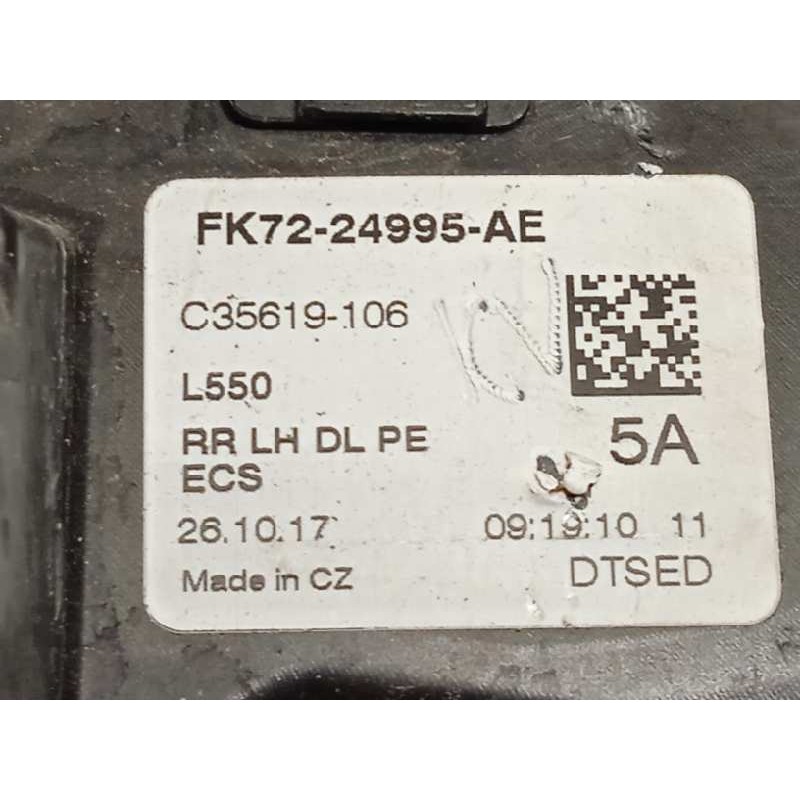 FK72-24995-AE
C35619-106
L550
RR LH DL PE
ECS
5A
26.10.17
09:19:10 11
Made in CZ
DTSED